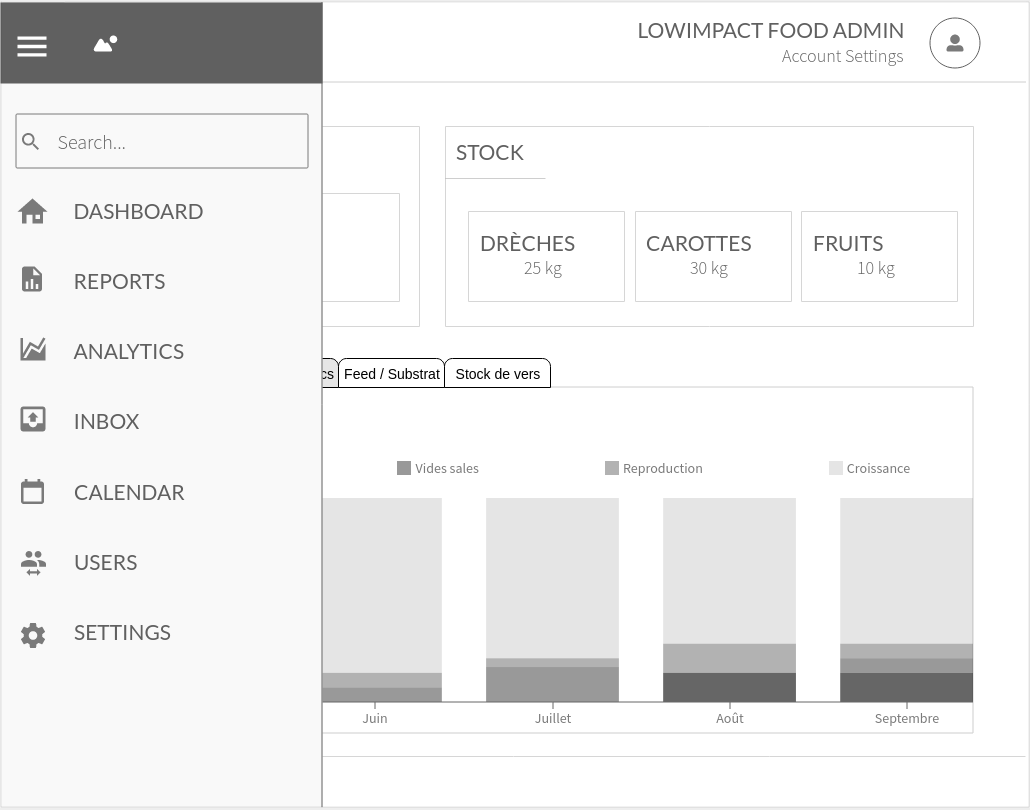 LOWIMPACT FOOD ADMIN
Account Settings
Search...
DASHBOARD
REPORTS
ANALYTICS
INBOX
CALENDAR
USERS
SETTINGS
STOCK
DRÈCHES
25 kg
CAROTTES
30 kg
FRUITS
10 kg
cs
Feed / Substrat
Stock de vers
Vides sales
Reproduction
Croissance
Juin
Juillet
Août
Septembre